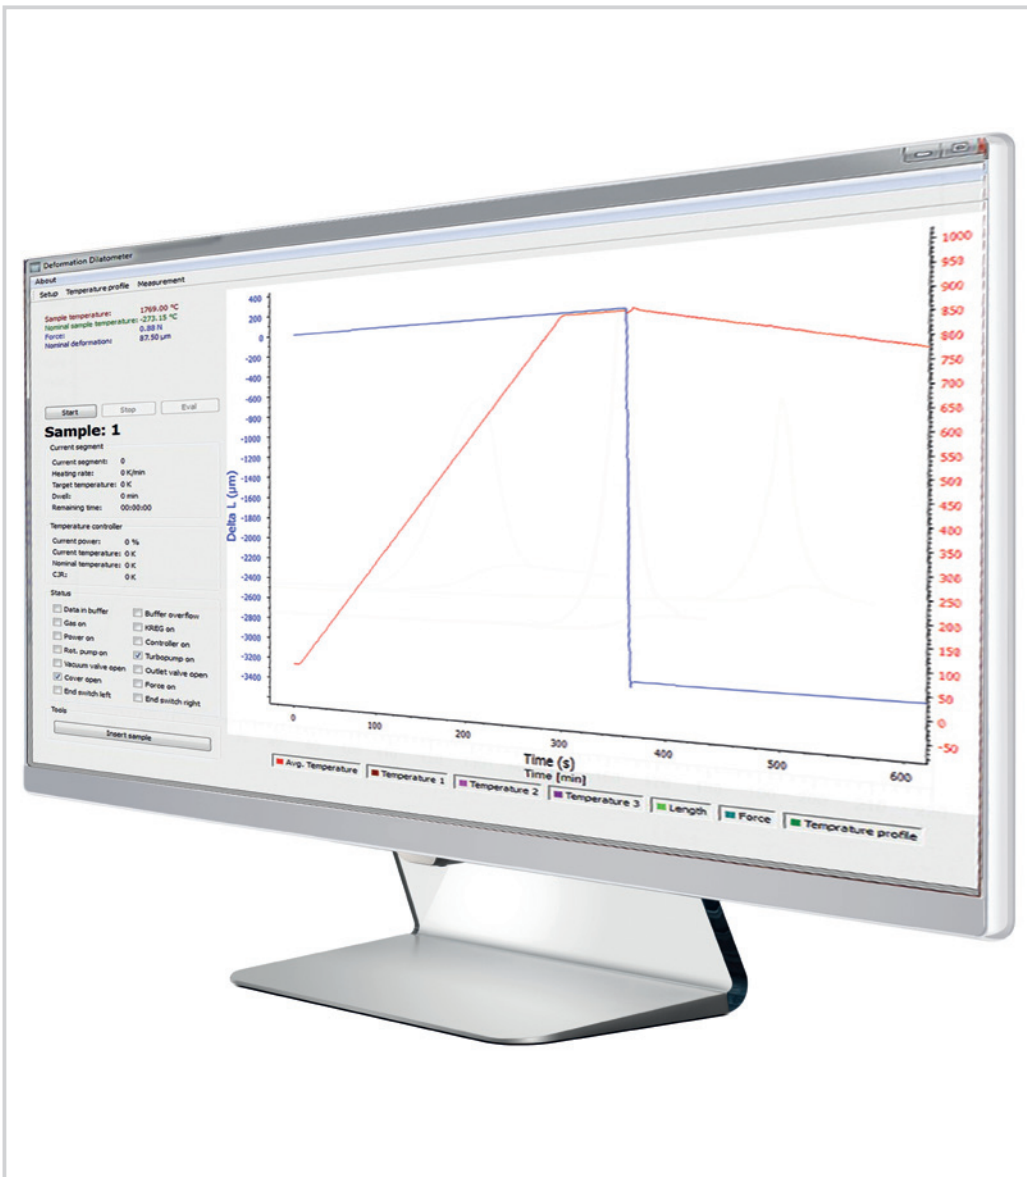 Deformation Dilatometer
About
Setup Temperature profile Measurement
Sample temperature: 1769.00 °C
Nominal sample temperature: -273.15 °C
Force: 0.88 N
Nominal deformation: 87.50 µm
Start Stop Eval
Sample: 1
Current segment
Current segment: 0
Heating rate: 0 K/min
Target temperature: 0 K
Dwell: 0 min
Remaining time: 00:00:00
Temperature controller
Current power: 0 %
Current temperature: 0 K
Nominal temperature: 0 K
CJR: 0 K
Status
Data in buffer Buffer overflow
Gas on KREG on
Power on Controller on
Rot. pump on Turbopump on
Vacuum valve open Outlet valve open
Cover open Force on
End switch left End switch right
Tools
Insert sample
Delta L (µm)
400
200
0
-200
-400
-600
-800
-1000
-1200
-1400
-1600
-1800
-2000
-2200
-2400
-2600
-2800
-3000
-3200
-3400
1000
950
900
850
800
750
700
650
600
550
500
450
400
350
300
250
200
150
100
50
0
-50
0 100 200 300 400 500 600
Time (s)
Time [min]
Avg. Temperature Temperature 1 Temperature 2 Temperature 3 Length Force Temprature profile